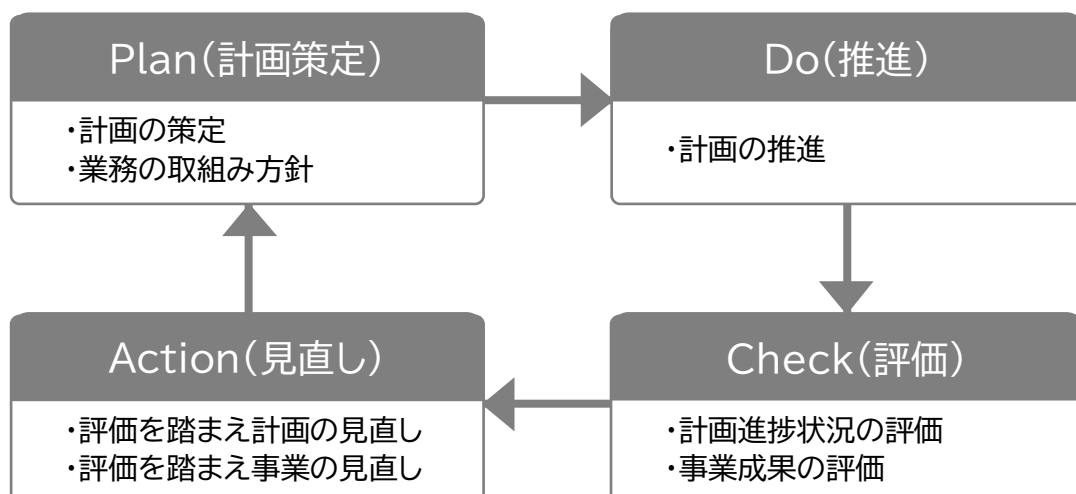 Plan(計画策定)
・計画の策定
・業務の取組み方針
Do(推進)
・計画の推進
Check(評価)
・計画進捗状況の評価
・事業成果の評価
Action(見直し)
・評価を踏まえ計画の見直し
・評価を踏まえ事業の見直し